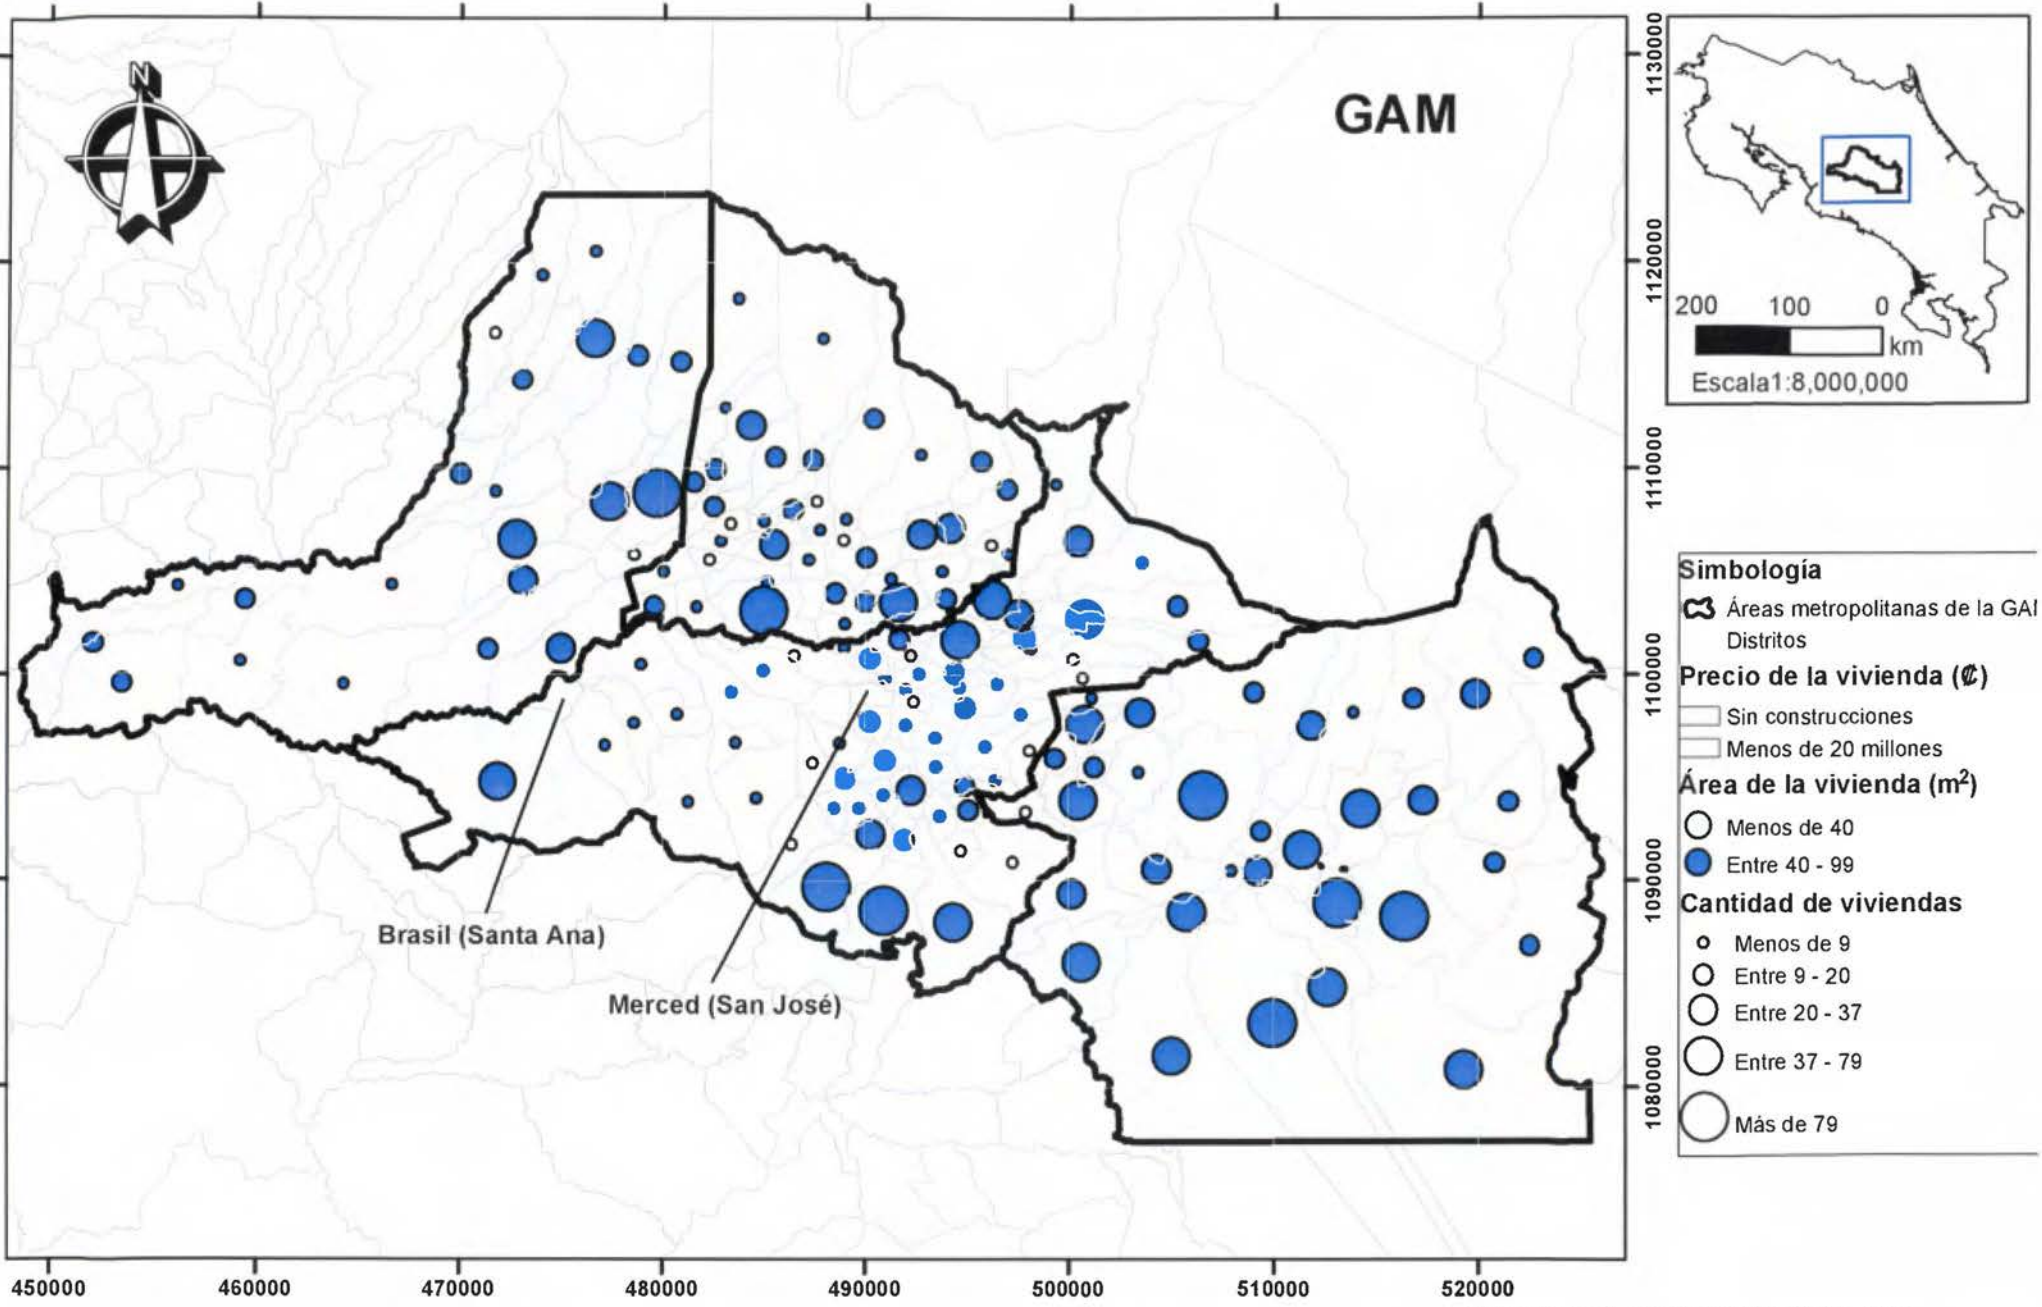 N
GAM
1130000
1120000
1110000
1100000
1090000
1080000
450000
460000
470000
480000
490000
500000
510000
520000
Brasil (Santa Ana)
Merced (San José)
200 100 0
km
Escala1:8,000,000
Simbología
Áreas metropolitanas de la GAM
Distritos
Precio de la vivienda (₡)
Sin construcciones
Menos de 20 millones
Área de la vivienda (m²)
Menos de 40
Entre 40 - 99
Cantidad de viviendas
Menos de 9
Entre 9 - 20
Entre 20 - 37
Entre 37 - 79
Más de 79